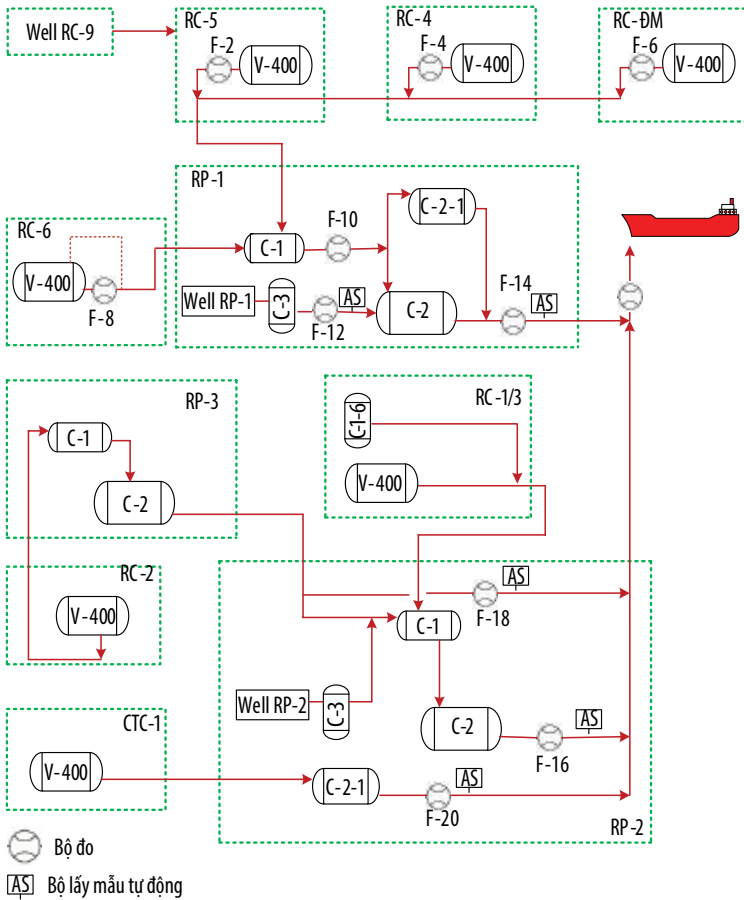 Well RC-9
RC-5
F-2
V-400
RC-4
F-4
V-400
RC-ĐM
F-6
V-400
RP-1
C-2-1
RC-6
V-400
F-8
C-1
F-10
Well RP-1
C-3
F-12
AS
C-2
F-14
AS
RP-3
C-1
C-2
RC-1/3
C-1-6
V-400
RC-2
V-400
AS
F-18
C-1
Well RP-2
C-3
C-2
AS
F-16
CTC-1
V-400
C-2-1
AS
F-20
RP-2
Bộ đo
AS Bộ lấy mẫu tự động